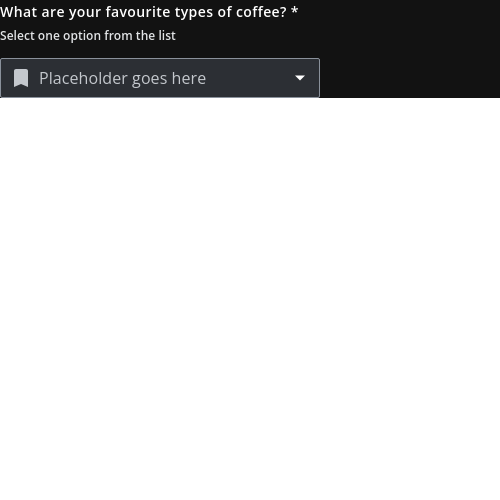 What are your favourite types of coffee? *
Select one option from the list
Placeholder goes here